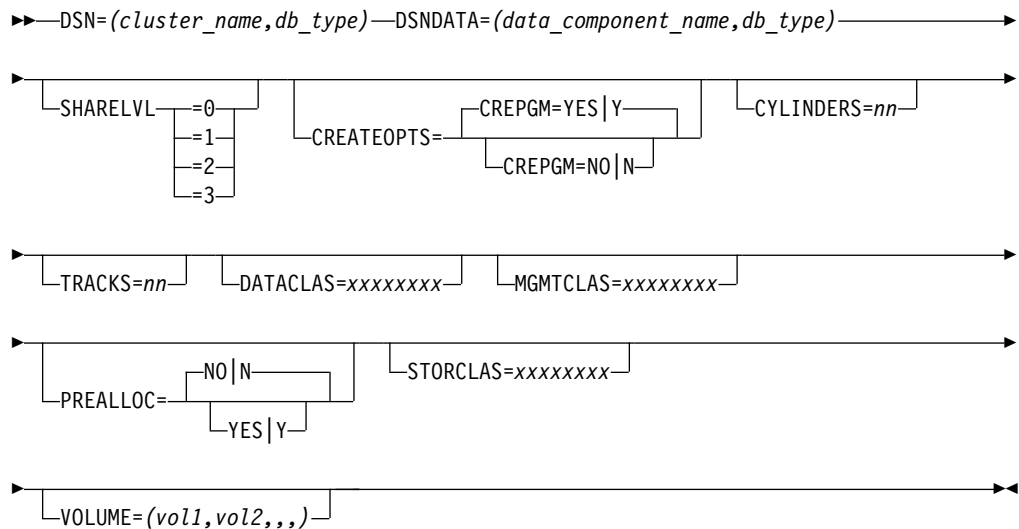 DSN=(cluster_name,db_type) DSNDATA=(data_component_name,db_type)
SHARELVL =0 CREATEOPTS= CREPGM=YES|Y CYLINDERS=nn
=1 CREPGM=NO|N
=2
=3
TRACKS=nn DATACLAS=xxxxxxxx MGMTCLAS=xxxxxxxx
PREALLOC= NO|N STORCLAS=xxxxxxxx
YES|Y
VOLUME=(vol1,vol2,,,)